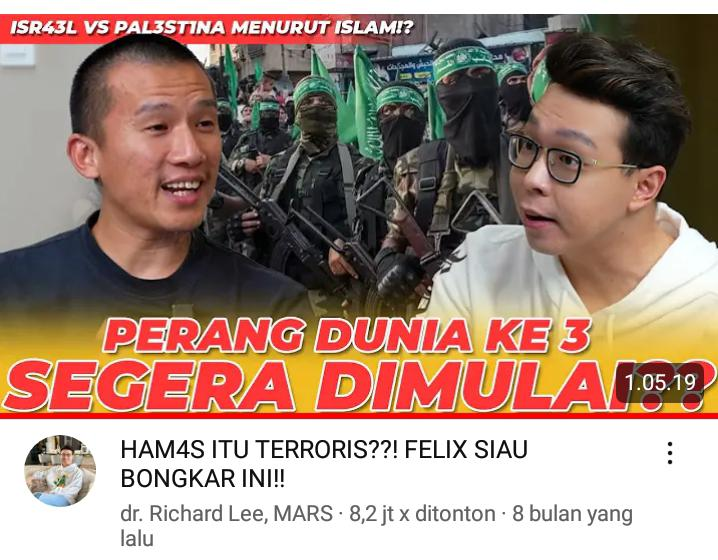 ISR43L VS PAL3ST1NA MENURUT ISLAM!?
PERANG DUNIA KE 3
SEGERA DIMULAI??
1.05.19
HAM4S ITU TERRORIS??! FELIX SIAU
BONGKAR INI!!
dr. Richard Lee, MARS · 8,2 jt x ditonton · 8 bulan yang
lalu